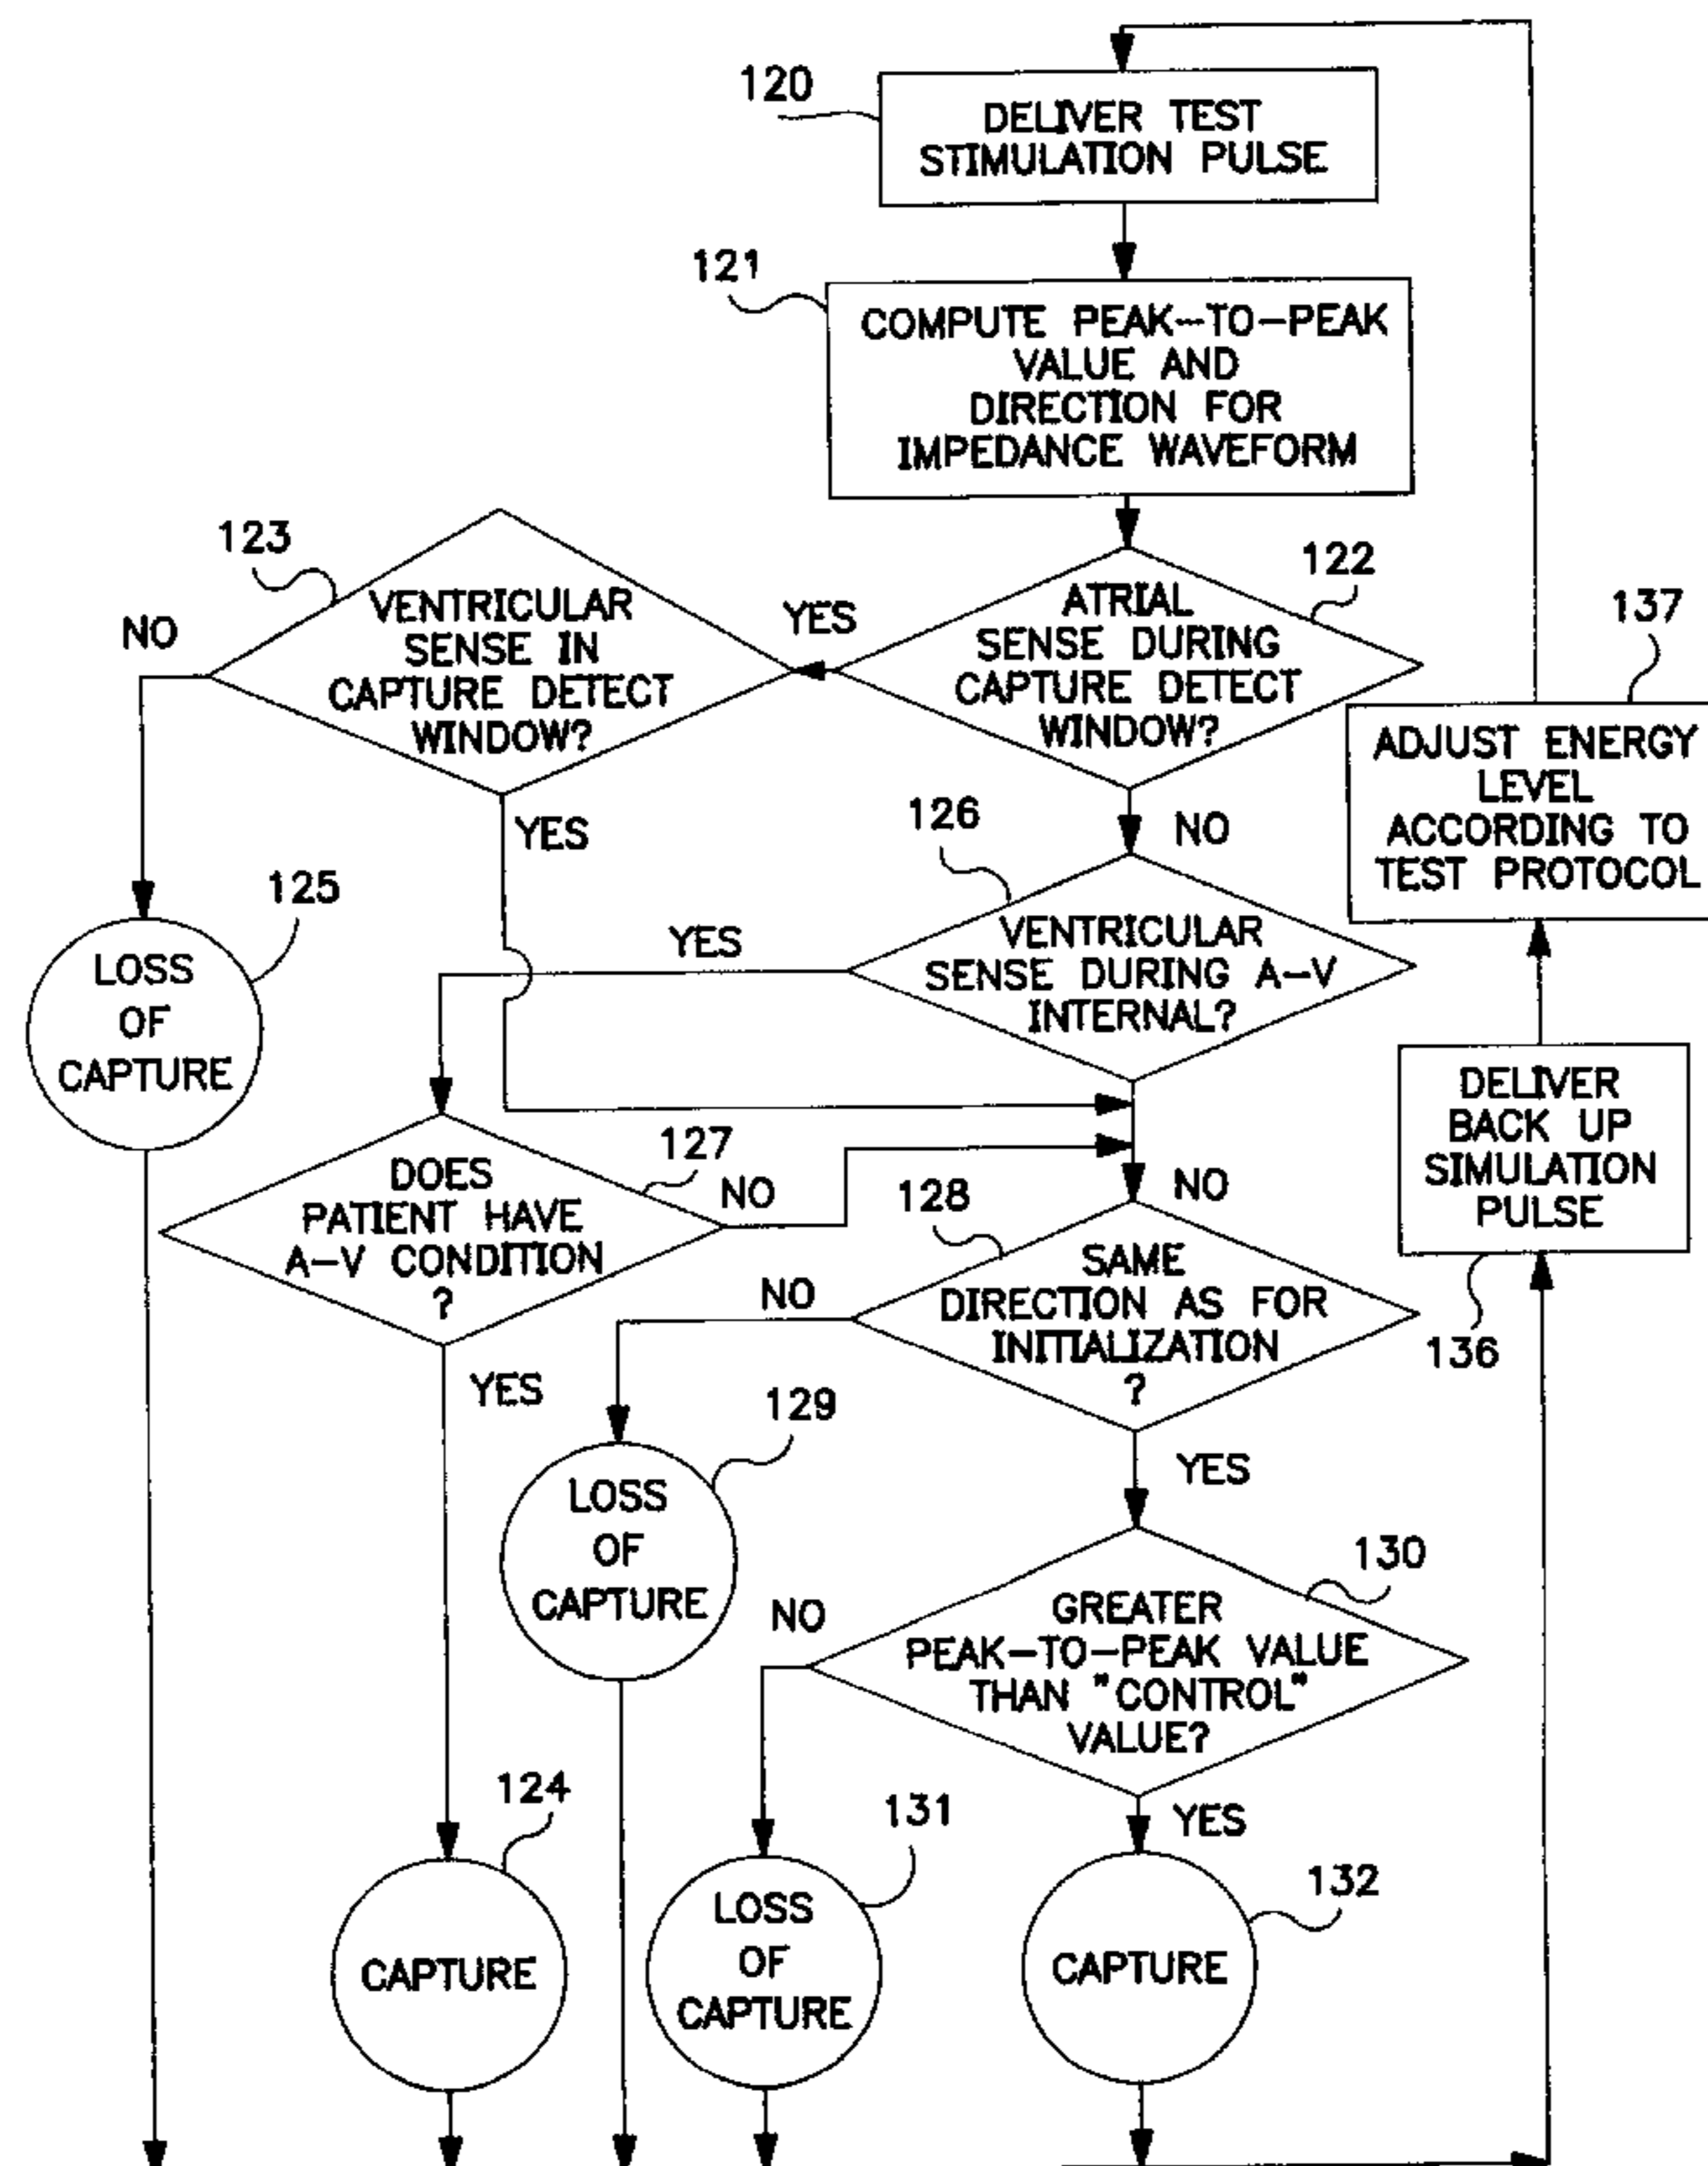 120
DELIVER TEST
STIMULATION PULSE
121
COMPUTE PEAK--TO-PEAK
VALUE AND
DIRECTION FOR
IMPEDANCE WAVEFORM
123
VENTRICULAR
SENSE IN
CAPTURE DETECT
WINDOW?
NO
YES
YES
122
ATRIAL
SENSE DURING
CAPTURE DETECT
WINDOW?
NO
137
ADJUST ENERGY
LEVEL
ACCORDING TO
TEST PROTOCOL
125
LOSS
OF
CAPTURE
126
VENTRICULAR
SENSE DURING A-V
INTERNAL?
YES
NO
127
DOES
PATIENT HAVE
A-V CONDITION
?
NO
YES
128
SAME
DIRECTION AS FOR
INITIALIZATION
?
NO
YES
DELIVER
BACK UP
SIMULATION
PULSE
136
129
LOSS
OF
CAPTURE
130
GREATER
PEAK-TO-PEAK VALUE
THAN "CONTROL"
VALUE?
NO
YES
124
CAPTURE
131
LOSS
OF
CAPTURE
132
CAPTURE